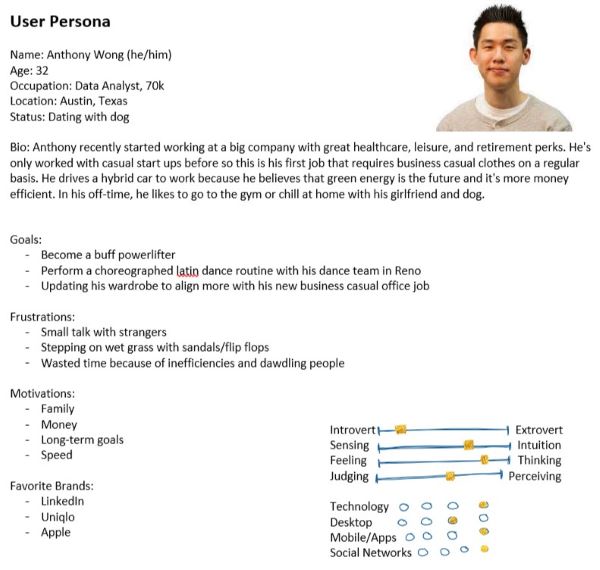 User Persona
Name: Anthony Wong (he/him)
Age: 32
Occupation: Data Analyst, 70k
Location: Austin, Texas
Status: Dating with dog
Bio: Anthony recently started working at a big company with great healthcare, leisure, and retirement perks. He's
only worked with casual start ups before so this is his first job that requires business casual clothes on a regular
basis. He drives a hybrid car to work because he believes that green energy is the future and it's more money
efficient. In his off-time, he likes to go to the gym or chill at home with his girlfriend and dog.
Goals:
- Become a buff powerlifter
- Perform a choreographed latin dance routine with his dance team in Reno
- Updating his wardrobe to align more with his new business casual office job
Frustrations:
- Small talk with strangers
- Stepping on wet grass with sandals/flip flops
- Wasted time because of inefficiencies and dawdling people
Motivations:
- Family
- Money
- Long-term goals
- Speed
Favorite Brands:
- LinkedIn
- Uniqlo
- Apple
Introvert Extrovert
Sensing Intuition
Feeling Thinking
Judging Perceiving
Technology
Desktop
Mobile/Apps
Social Networks